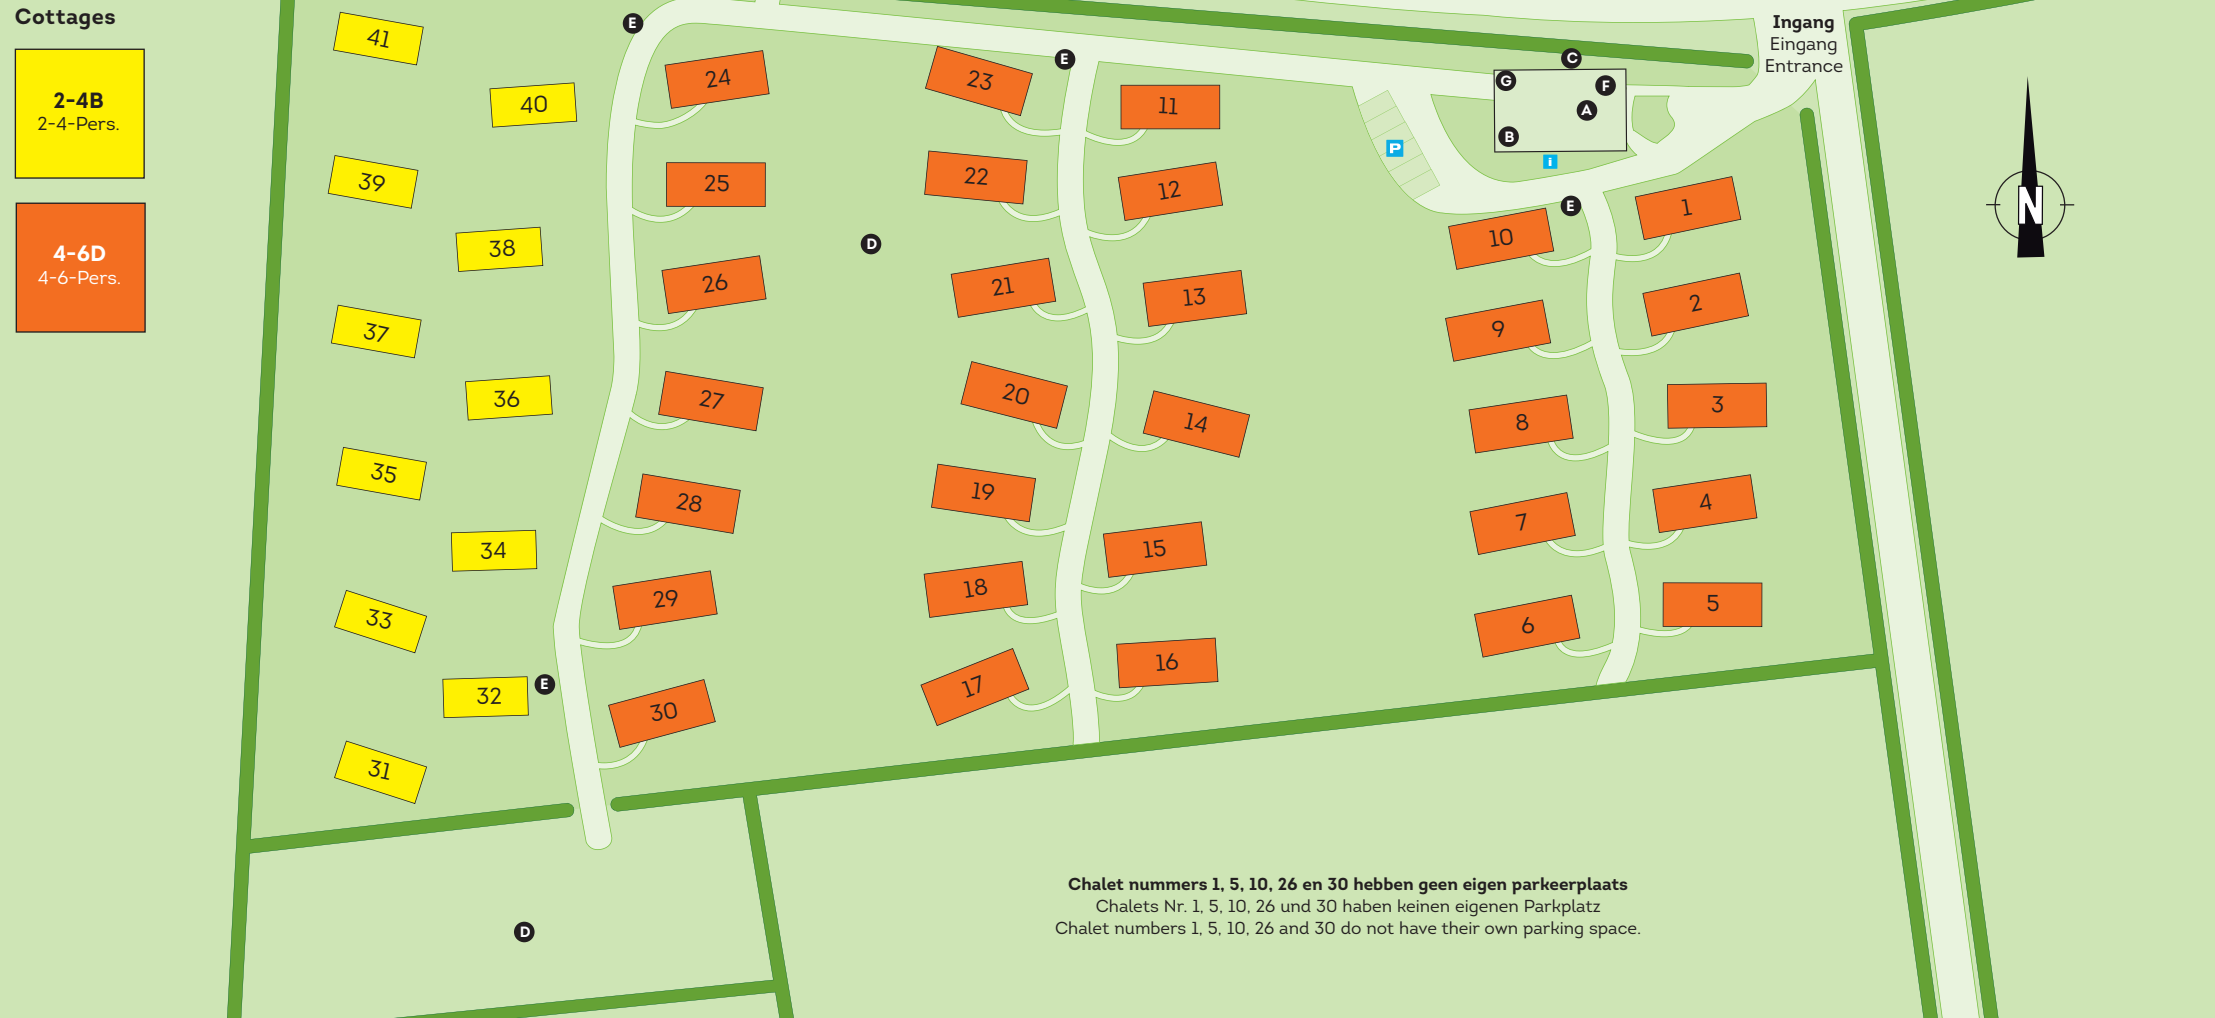 Cottages
2-4B
2-4-Pers.
4-6D
4-6-Pers.
41
40
39
38
37
36
35
34
33
32
31
E
E
24
25
26
27
28
29
30
D
E
23
22
21
20
19
18
17
11
12
13
14
15
16
P
C
G
F
A
B
i
E
10
9
8
7
6
1
2
3
4
5
Ingang
Eingang
Entrance
N
D
Chalet nummers 1, 5, 10, 26 en 30 hebben geen eigen parkeerplaats
Chalets Nr. 1, 5, 10, 26 und 30 haben keinen eigenen Parkplatz
Chalet numbers 1, 5, 10, 26 and 30 do not have their own parking space.